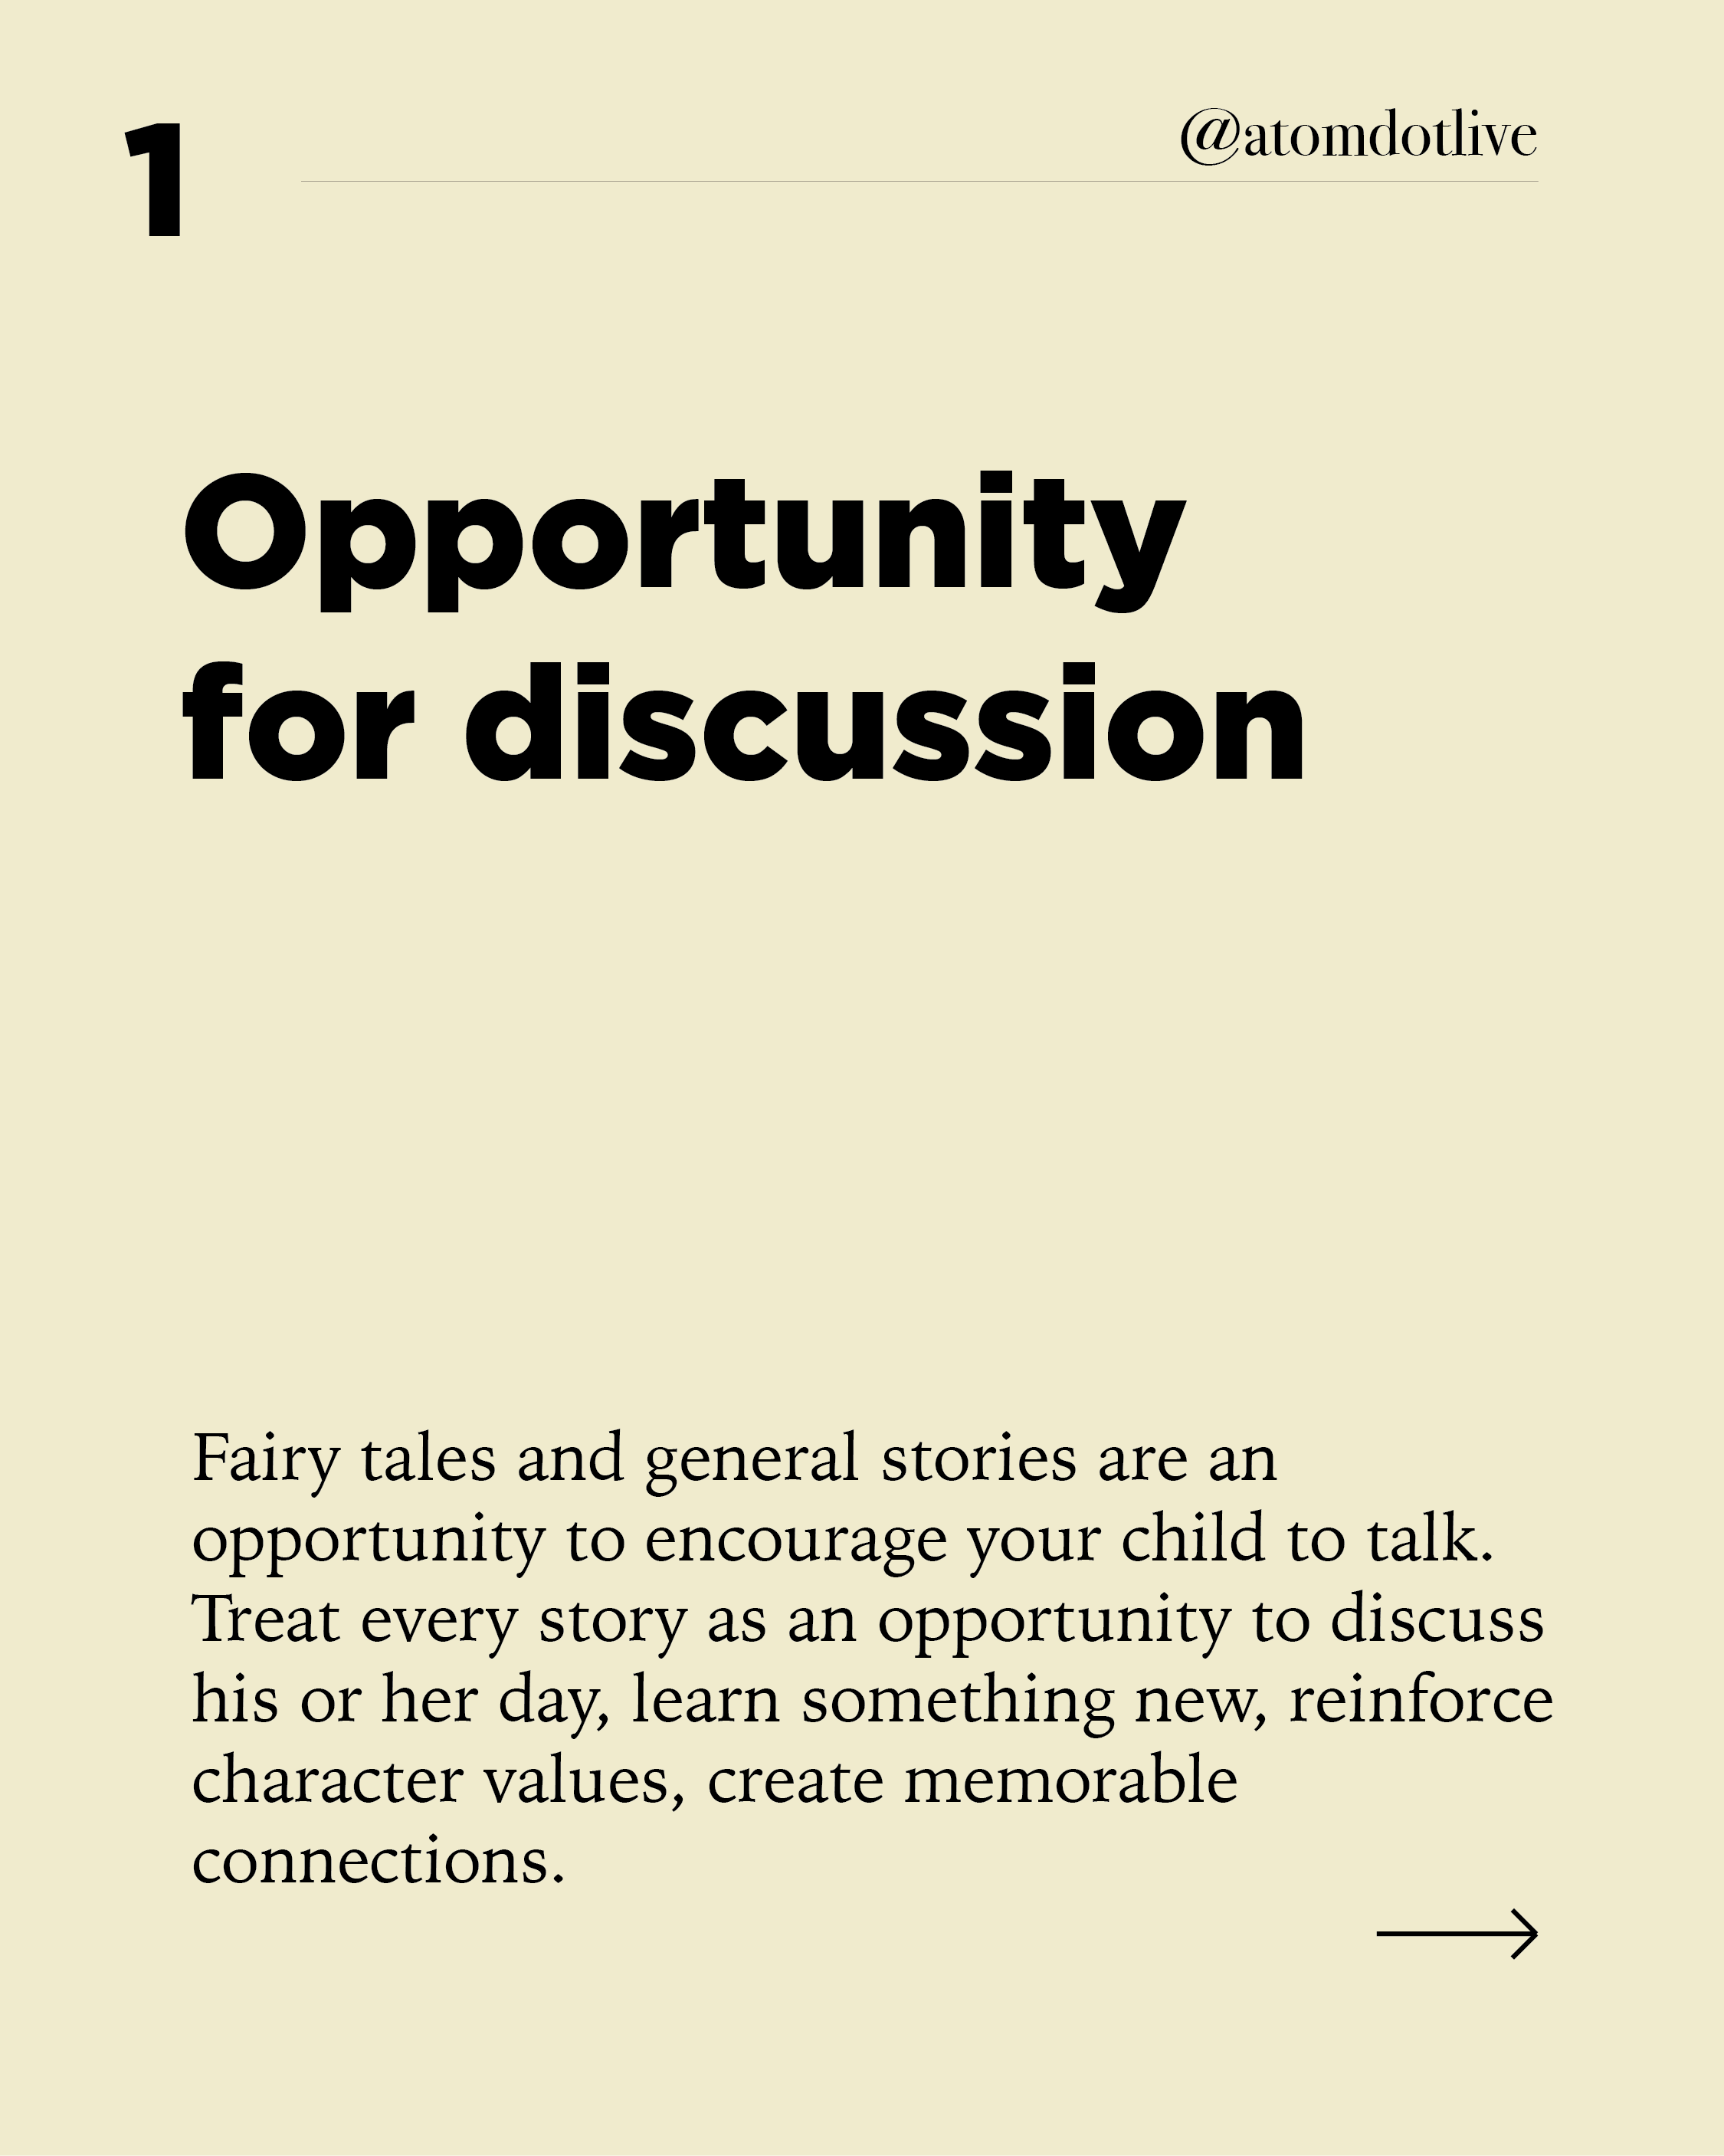 1
@atomdotlive
Opportunity
for discussion
Fairy tales and general stories are an
opportunity to encourage your child to talk.
Treat every story as an opportunity to discuss
his or her day, learn something new, reinforce
character values, create memorable
connections.